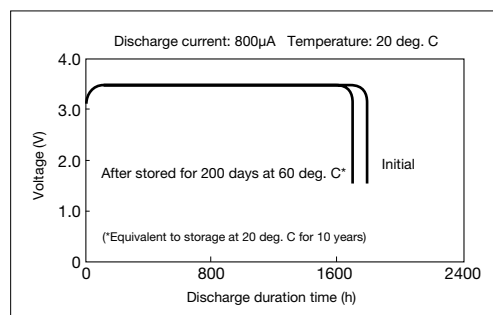 Discharge current: 800µA   Temperature: 20 deg. C
4.0
3.0
2.0
1.0
0
Voltage (V)
After stored for 200 days at 60 deg. C*
Initial
(*Equivalent to storage at 20 deg. C for 10 years)
0
800
1600
2400
Discharge duration time (h)